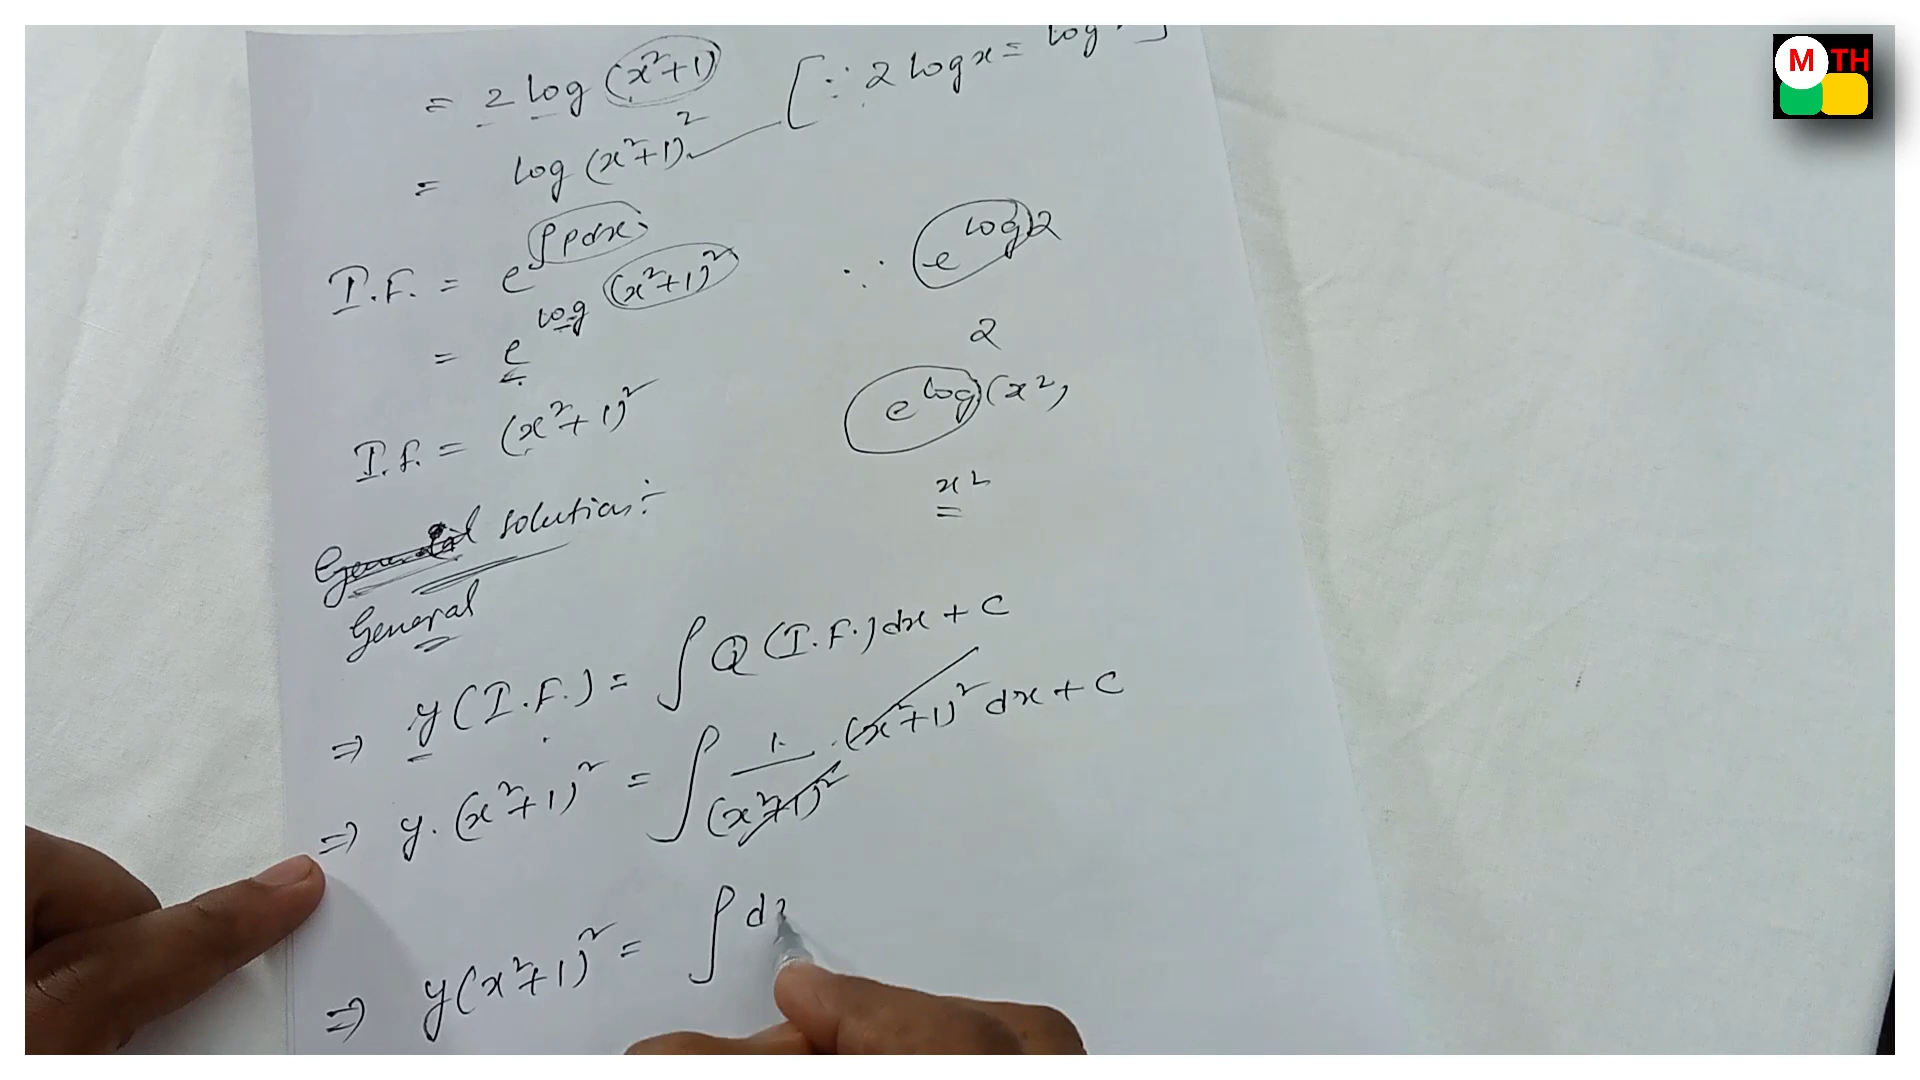 M TH
= 2 log (x²+1) [∵ 2 log x = log
= log (x²+1)²
I.F. = e^∫pdx ∵ e^log 2
= e^log (x²+1)² 2
I.F. = (x²+1)² e^log (x²)
x²
=
solution:-
General
y (I.F.) = ∫ Q (I.F.) dx + C
⇒ y. (x²+1)² = ∫ 1/(x²+1)² . (x²+1)² dx + C
⇒ y (x²+1)² = ∫ d